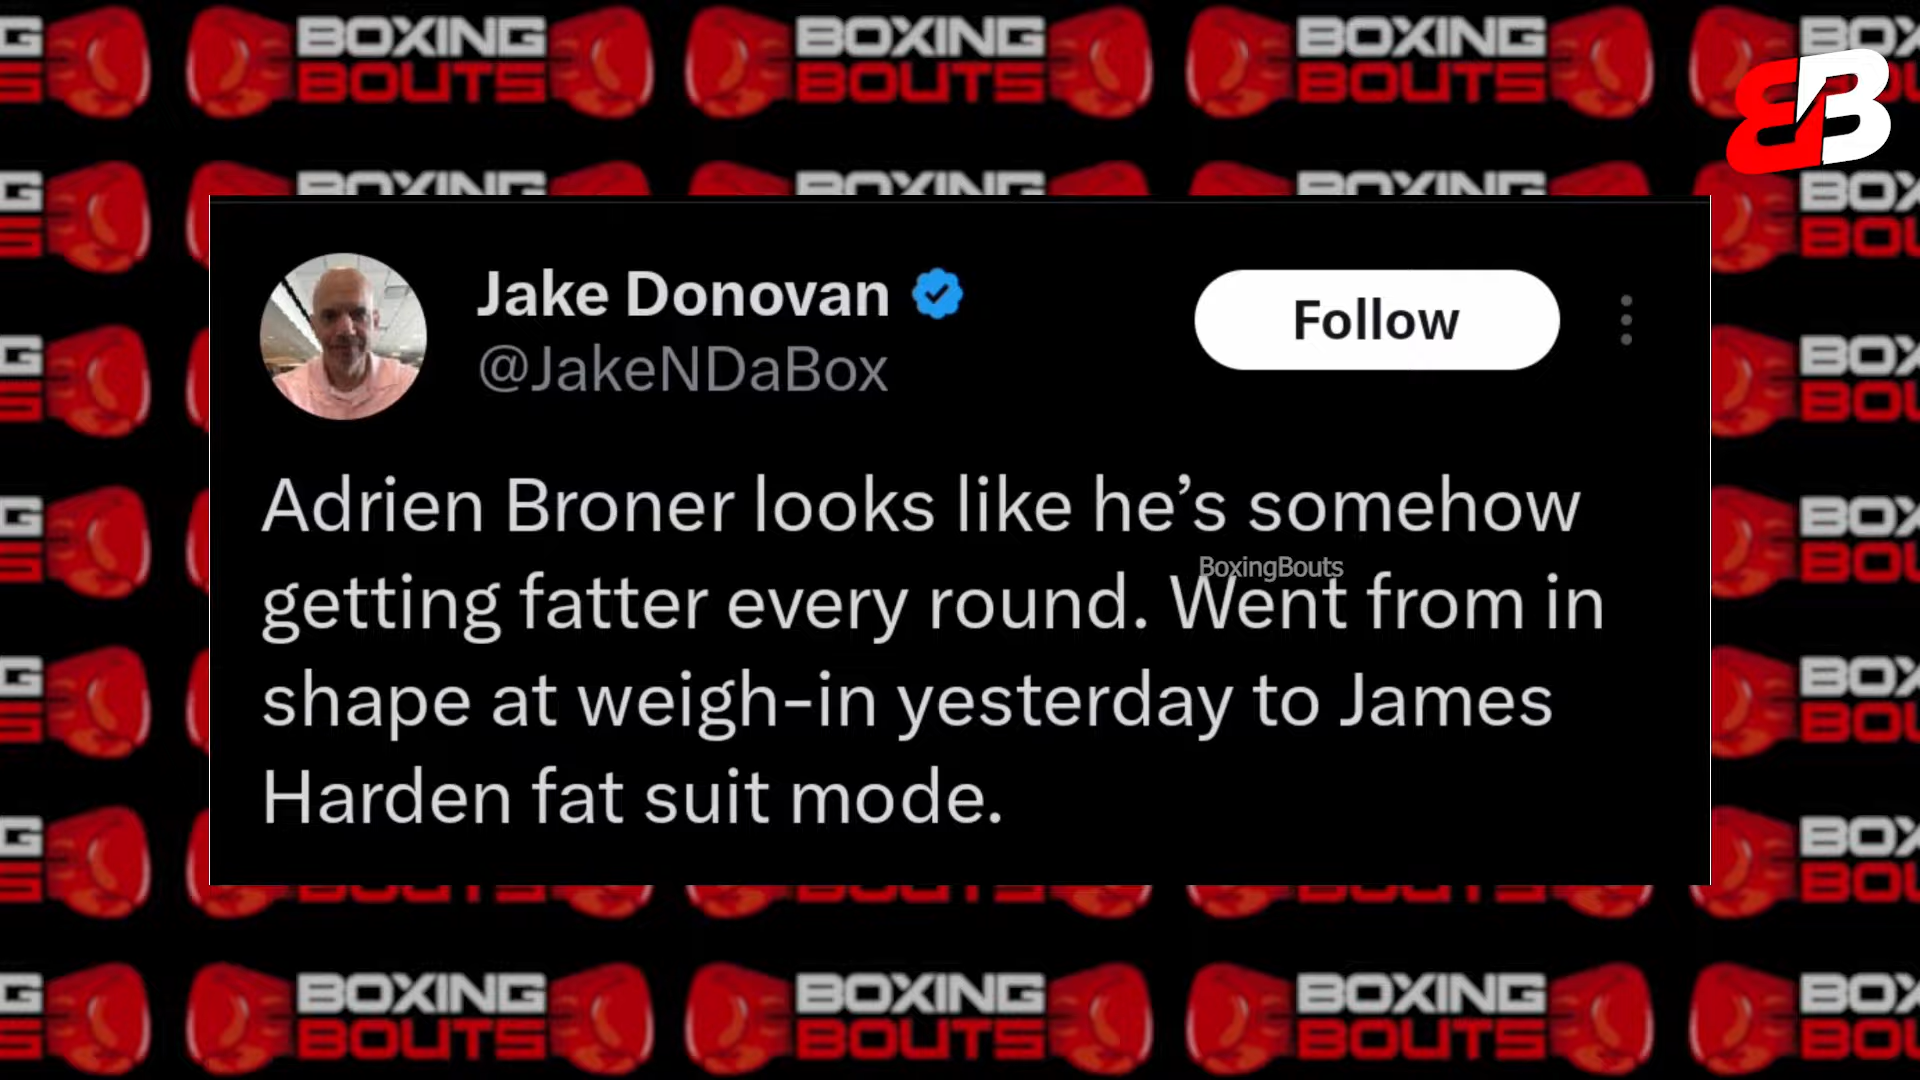 BOXING BOUTS
BB
Jake Donovan
@JakeNDaBox
Follow
Adrien Broner looks like he’s somehow
BoxingBouts
getting fatter every round. Went from in
shape at weigh-in yesterday to James
Harden fat suit mode.